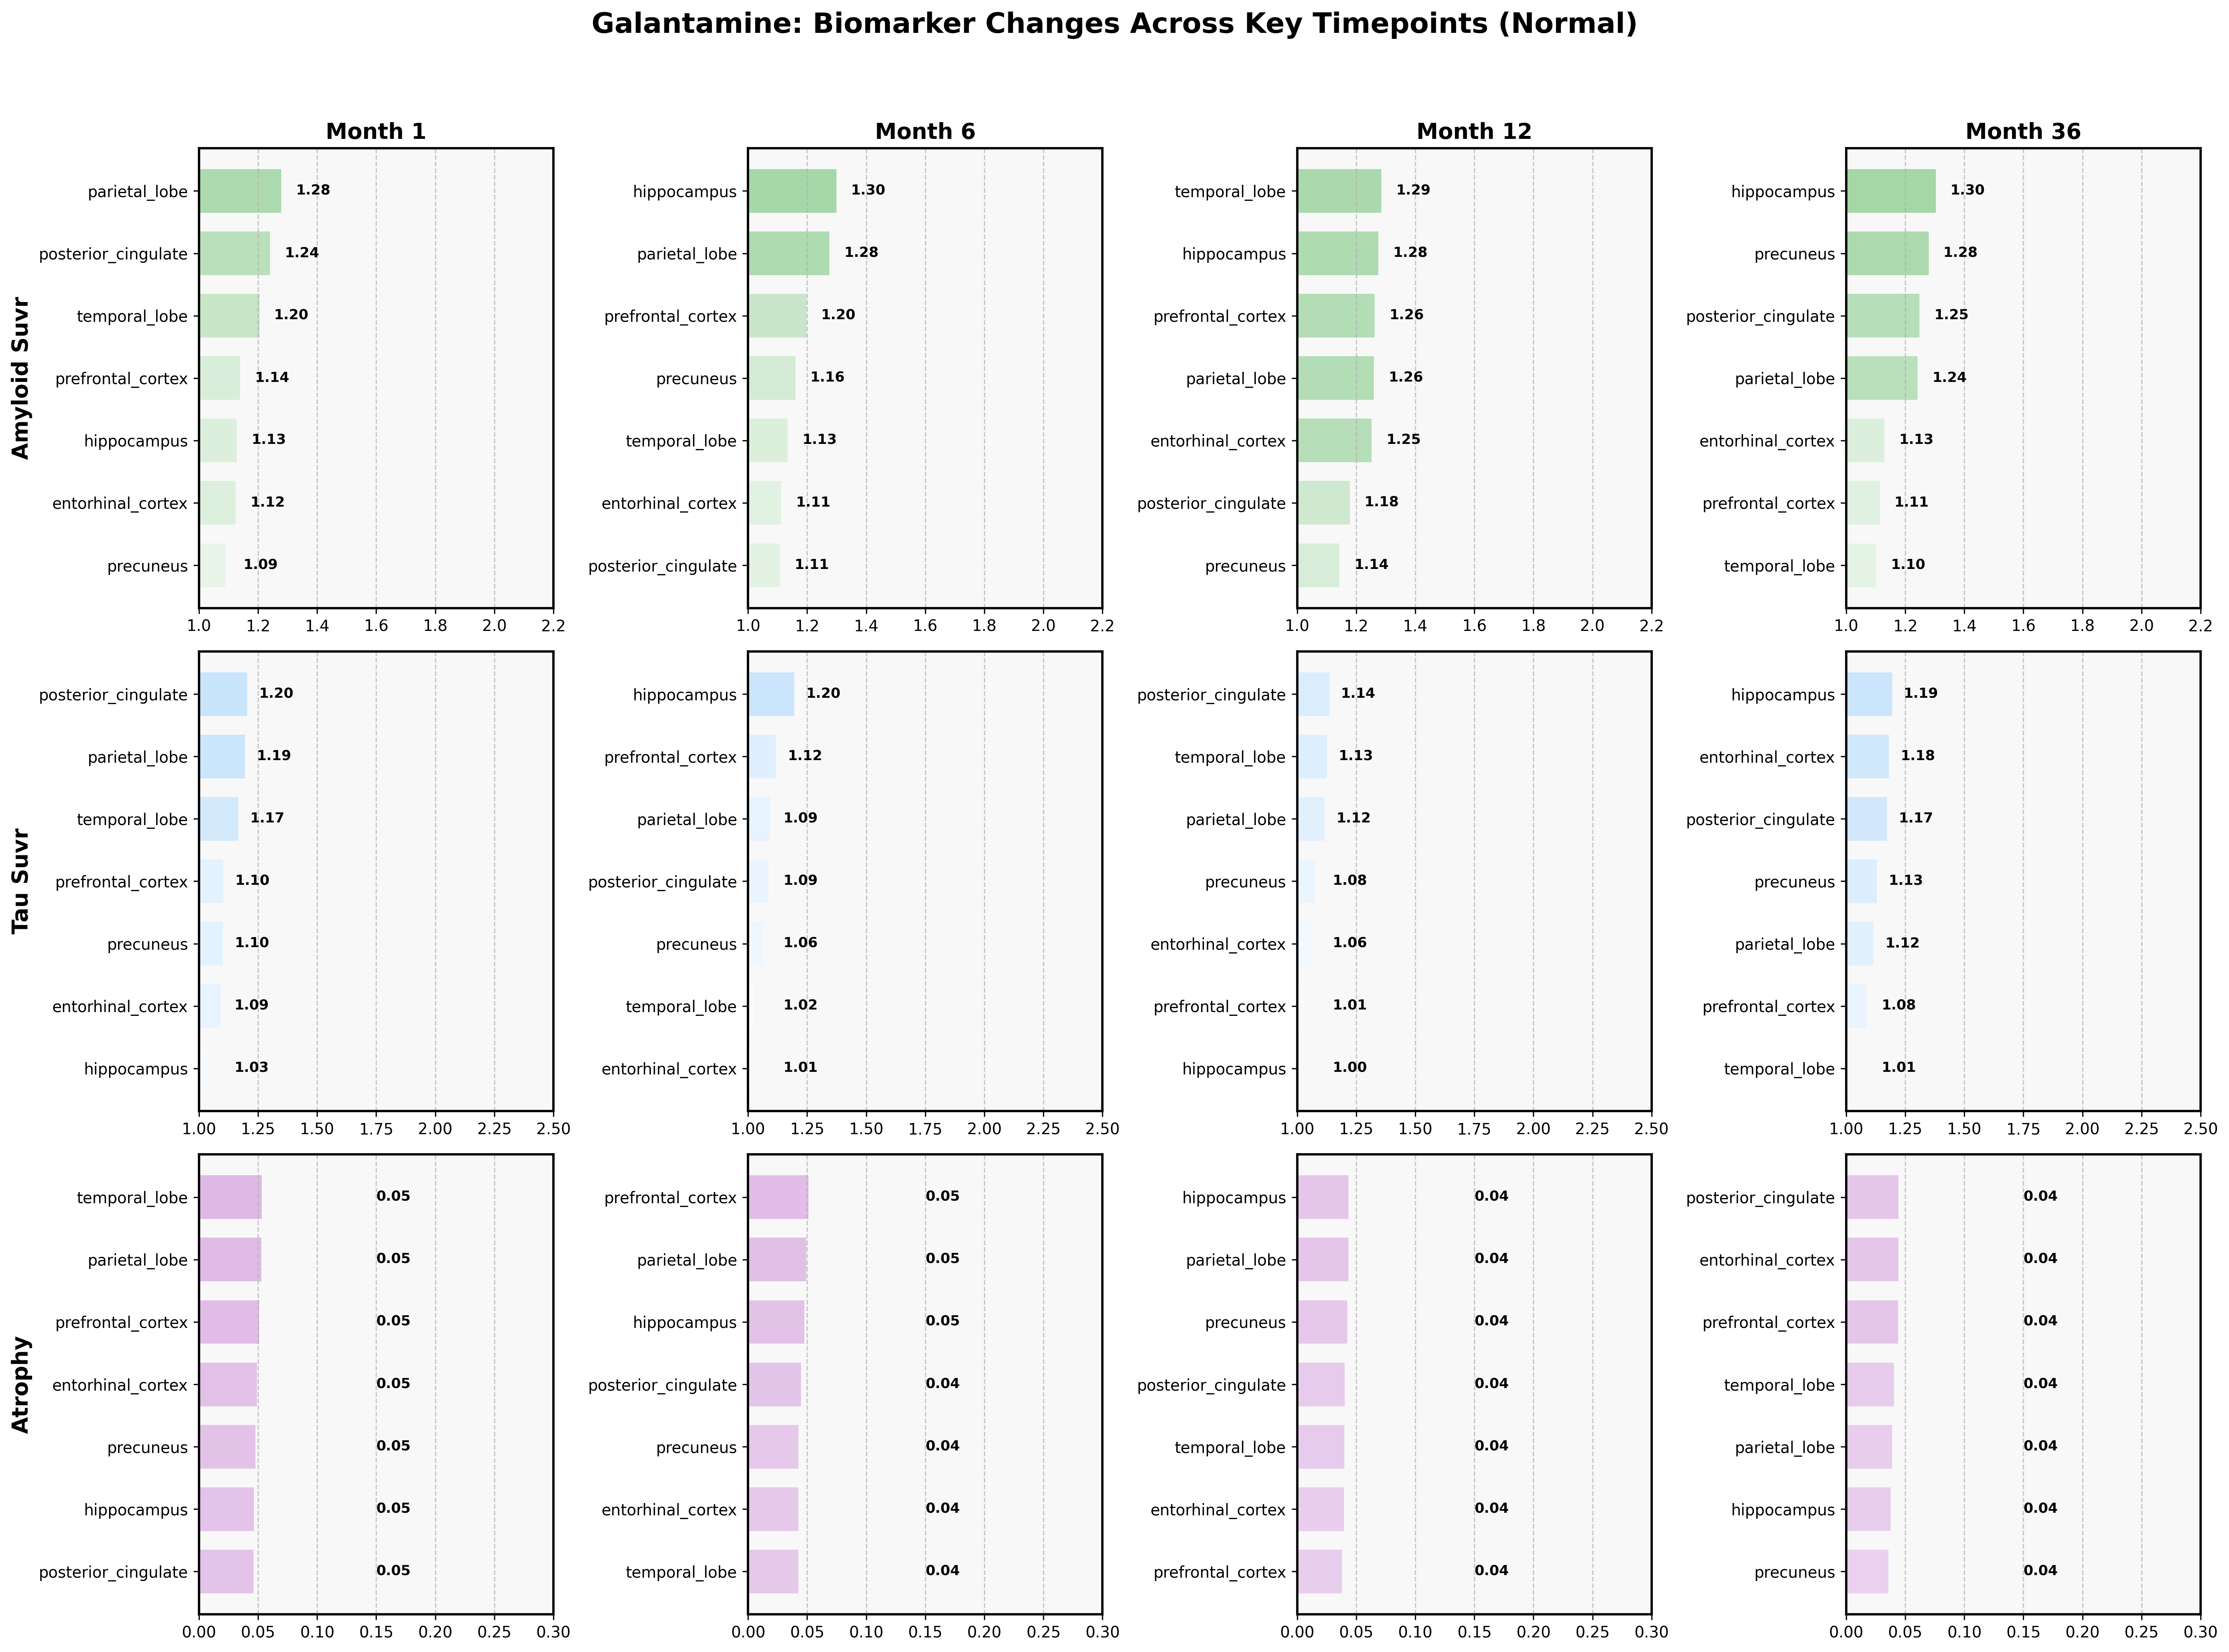 Galantamine: Biomarker Changes Across Key Timepoints (Normal)
Month 1
Month 6
Month 12
Month 36
Amyloid Suvr
parietal_lobe 1.28
posterior_cingulate 1.24
temporal_lobe 1.20
prefrontal_cortex 1.14
hippocampus 1.13
entorhinal_cortex 1.12
precuneus 1.09
1.0 1.2 1.4 1.6 1.8 2.0 2.2
hippocampus 1.30
parietal_lobe 1.28
prefrontal_cortex 1.20
precuneus 1.16
temporal_lobe 1.13
entorhinal_cortex 1.11
posterior_cingulate 1.11
1.0 1.2 1.4 1.6 1.8 2.0 2.2
temporal_lobe 1.29
hippocampus 1.28
prefrontal_cortex 1.26
parietal_lobe 1.26
entorhinal_cortex 1.25
posterior_cingulate 1.18
precuneus 1.14
1.0 1.2 1.4 1.6 1.8 2.0 2.2
hippocampus 1.30
precuneus 1.28
posterior_cingulate 1.25
parietal_lobe 1.24
entorhinal_cortex 1.13
prefrontal_cortex 1.11
temporal_lobe 1.10
1.0 1.2 1.4 1.6 1.8 2.0 2.2
Tau Suvr
posterior_cingulate 1.20
parietal_lobe 1.19
temporal_lobe 1.17
prefrontal_cortex 1.10
precuneus 1.10
entorhinal_cortex 1.09
hippocampus 1.03
1.00 1.25 1.50 1.75 2.00 2.25 2.50
hippocampus 1.20
prefrontal_cortex 1.12
parietal_lobe 1.09
posterior_cingulate 1.09
precuneus 1.06
temporal_lobe 1.02
entorhinal_cortex 1.01
1.00 1.25 1.50 1.75 2.00 2.25 2.50
posterior_cingulate 1.14
temporal_lobe 1.13
parietal_lobe 1.12
precuneus 1.08
entorhinal_cortex 1.06
prefrontal_cortex 1.01
hippocampus 1.00
1.00 1.25 1.50 1.75 2.00 2.25 2.50
hippocampus 1.19
entorhinal_cortex 1.18
posterior_cingulate 1.17
precuneus 1.13
parietal_lobe 1.12
prefrontal_cortex 1.08
temporal_lobe 1.01
1.00 1.25 1.50 1.75 2.00 2.25 2.50
Atrophy
temporal_lobe 0.05
parietal_lobe 0.05
prefrontal_cortex 0.05
entorhinal_cortex 0.05
precuneus 0.05
hippocampus 0.05
posterior_cingulate 0.05
0.00 0.05 0.10 0.15 0.20 0.25 0.30
prefrontal_cortex 0.05
parietal_lobe 0.05
hippocampus 0.05
posterior_cingulate 0.04
precuneus 0.04
entorhinal_cortex 0.04
temporal_lobe 0.04
0.00 0.05 0.10 0.15 0.20 0.25 0.30
hippocampus 0.04
parietal_lobe 0.04
precuneus 0.04
posterior_cingulate 0.04
temporal_lobe 0.04
entorhinal_cortex 0.04
prefrontal_cortex 0.04
0.00 0.05 0.10 0.15 0.20 0.25 0.30
posterior_cingulate 0.04
entorhinal_cortex 0.04
prefrontal_cortex 0.04
temporal_lobe 0.04
parietal_lobe 0.04
hippocampus 0.04
precuneus 0.04
0.00 0.05 0.10 0.15 0.20 0.25 0.30